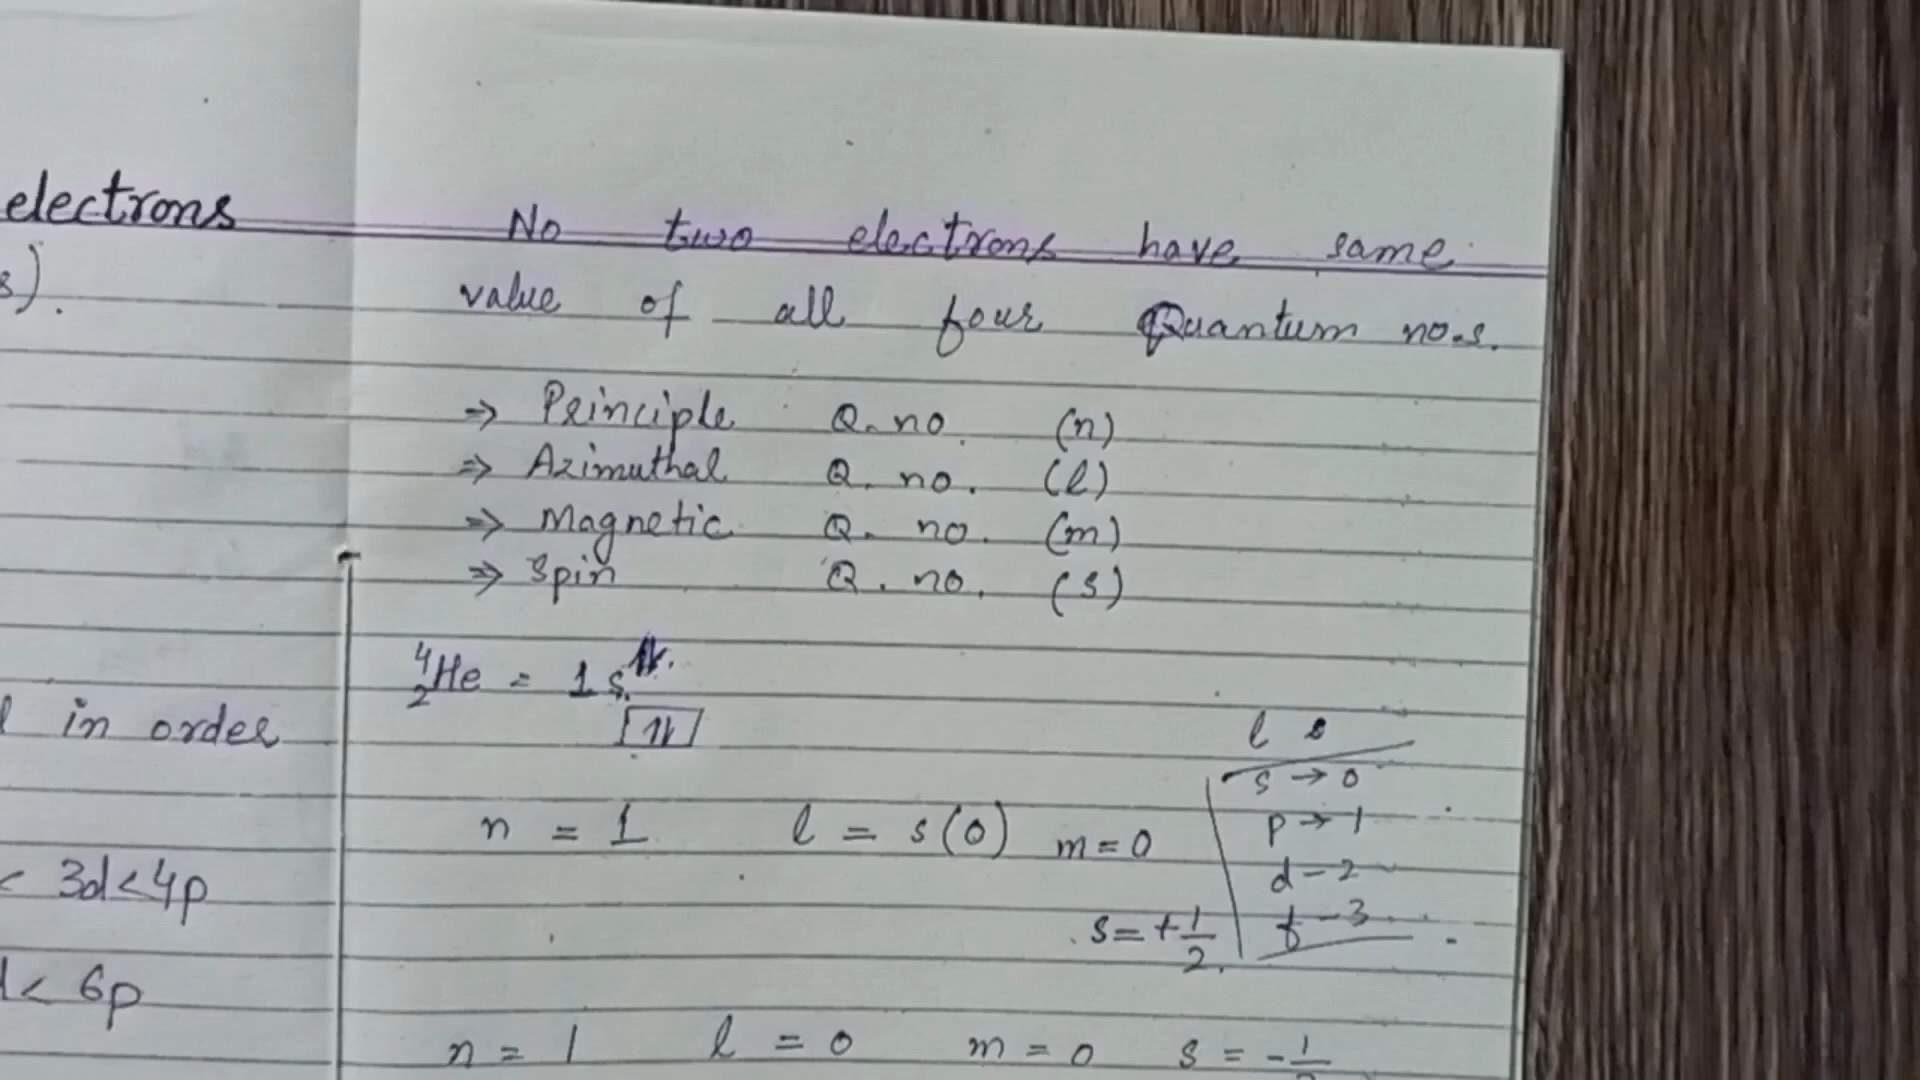 electrons
s).
in order
< 3d<4p
< 6p
No two electrons have same
value of all four Quantum no.s.
⇒ Principle Q. no. (n)
⇒ Azimuthal Q. no. (l)
⇒ Magnetic Q. no. (m)
⇒ Spin Q. no. (s)
⁴₂He = 1s
⥮
n = 1 l = s(0) m = 0
s = +1/2.
l
s → 0
p → 1
d - 2
f - 3
n = 1 l = 0 m = 0 s = -1/2